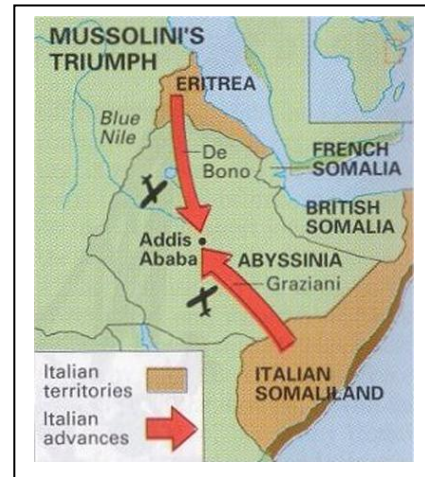 MUSSOLINI'S
TRIUMPH
ERITREA
Blue
Nile
De
Bono
FRENCH
SOMALIA
BRITISH
SOMALIA
Addis
Ababa
ABYSSINIA
Graziani
ITALIAN
SOMALILAND
Italian
territories
Italian
advances